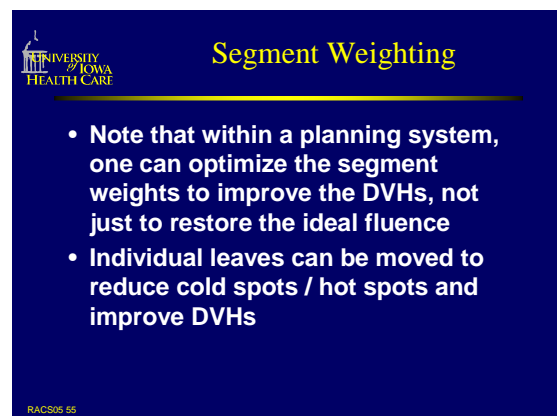 UNIVERSITY
OF IOWA
HEALTH CARE
Segment Weighting
• Note that within a planning system,
one can optimize the segment
weights to improve the DVHs, not
just to restore the ideal fluence
• Individual leaves can be moved to
reduce cold spots / hot spots and
improve DVHs
RACS05 55